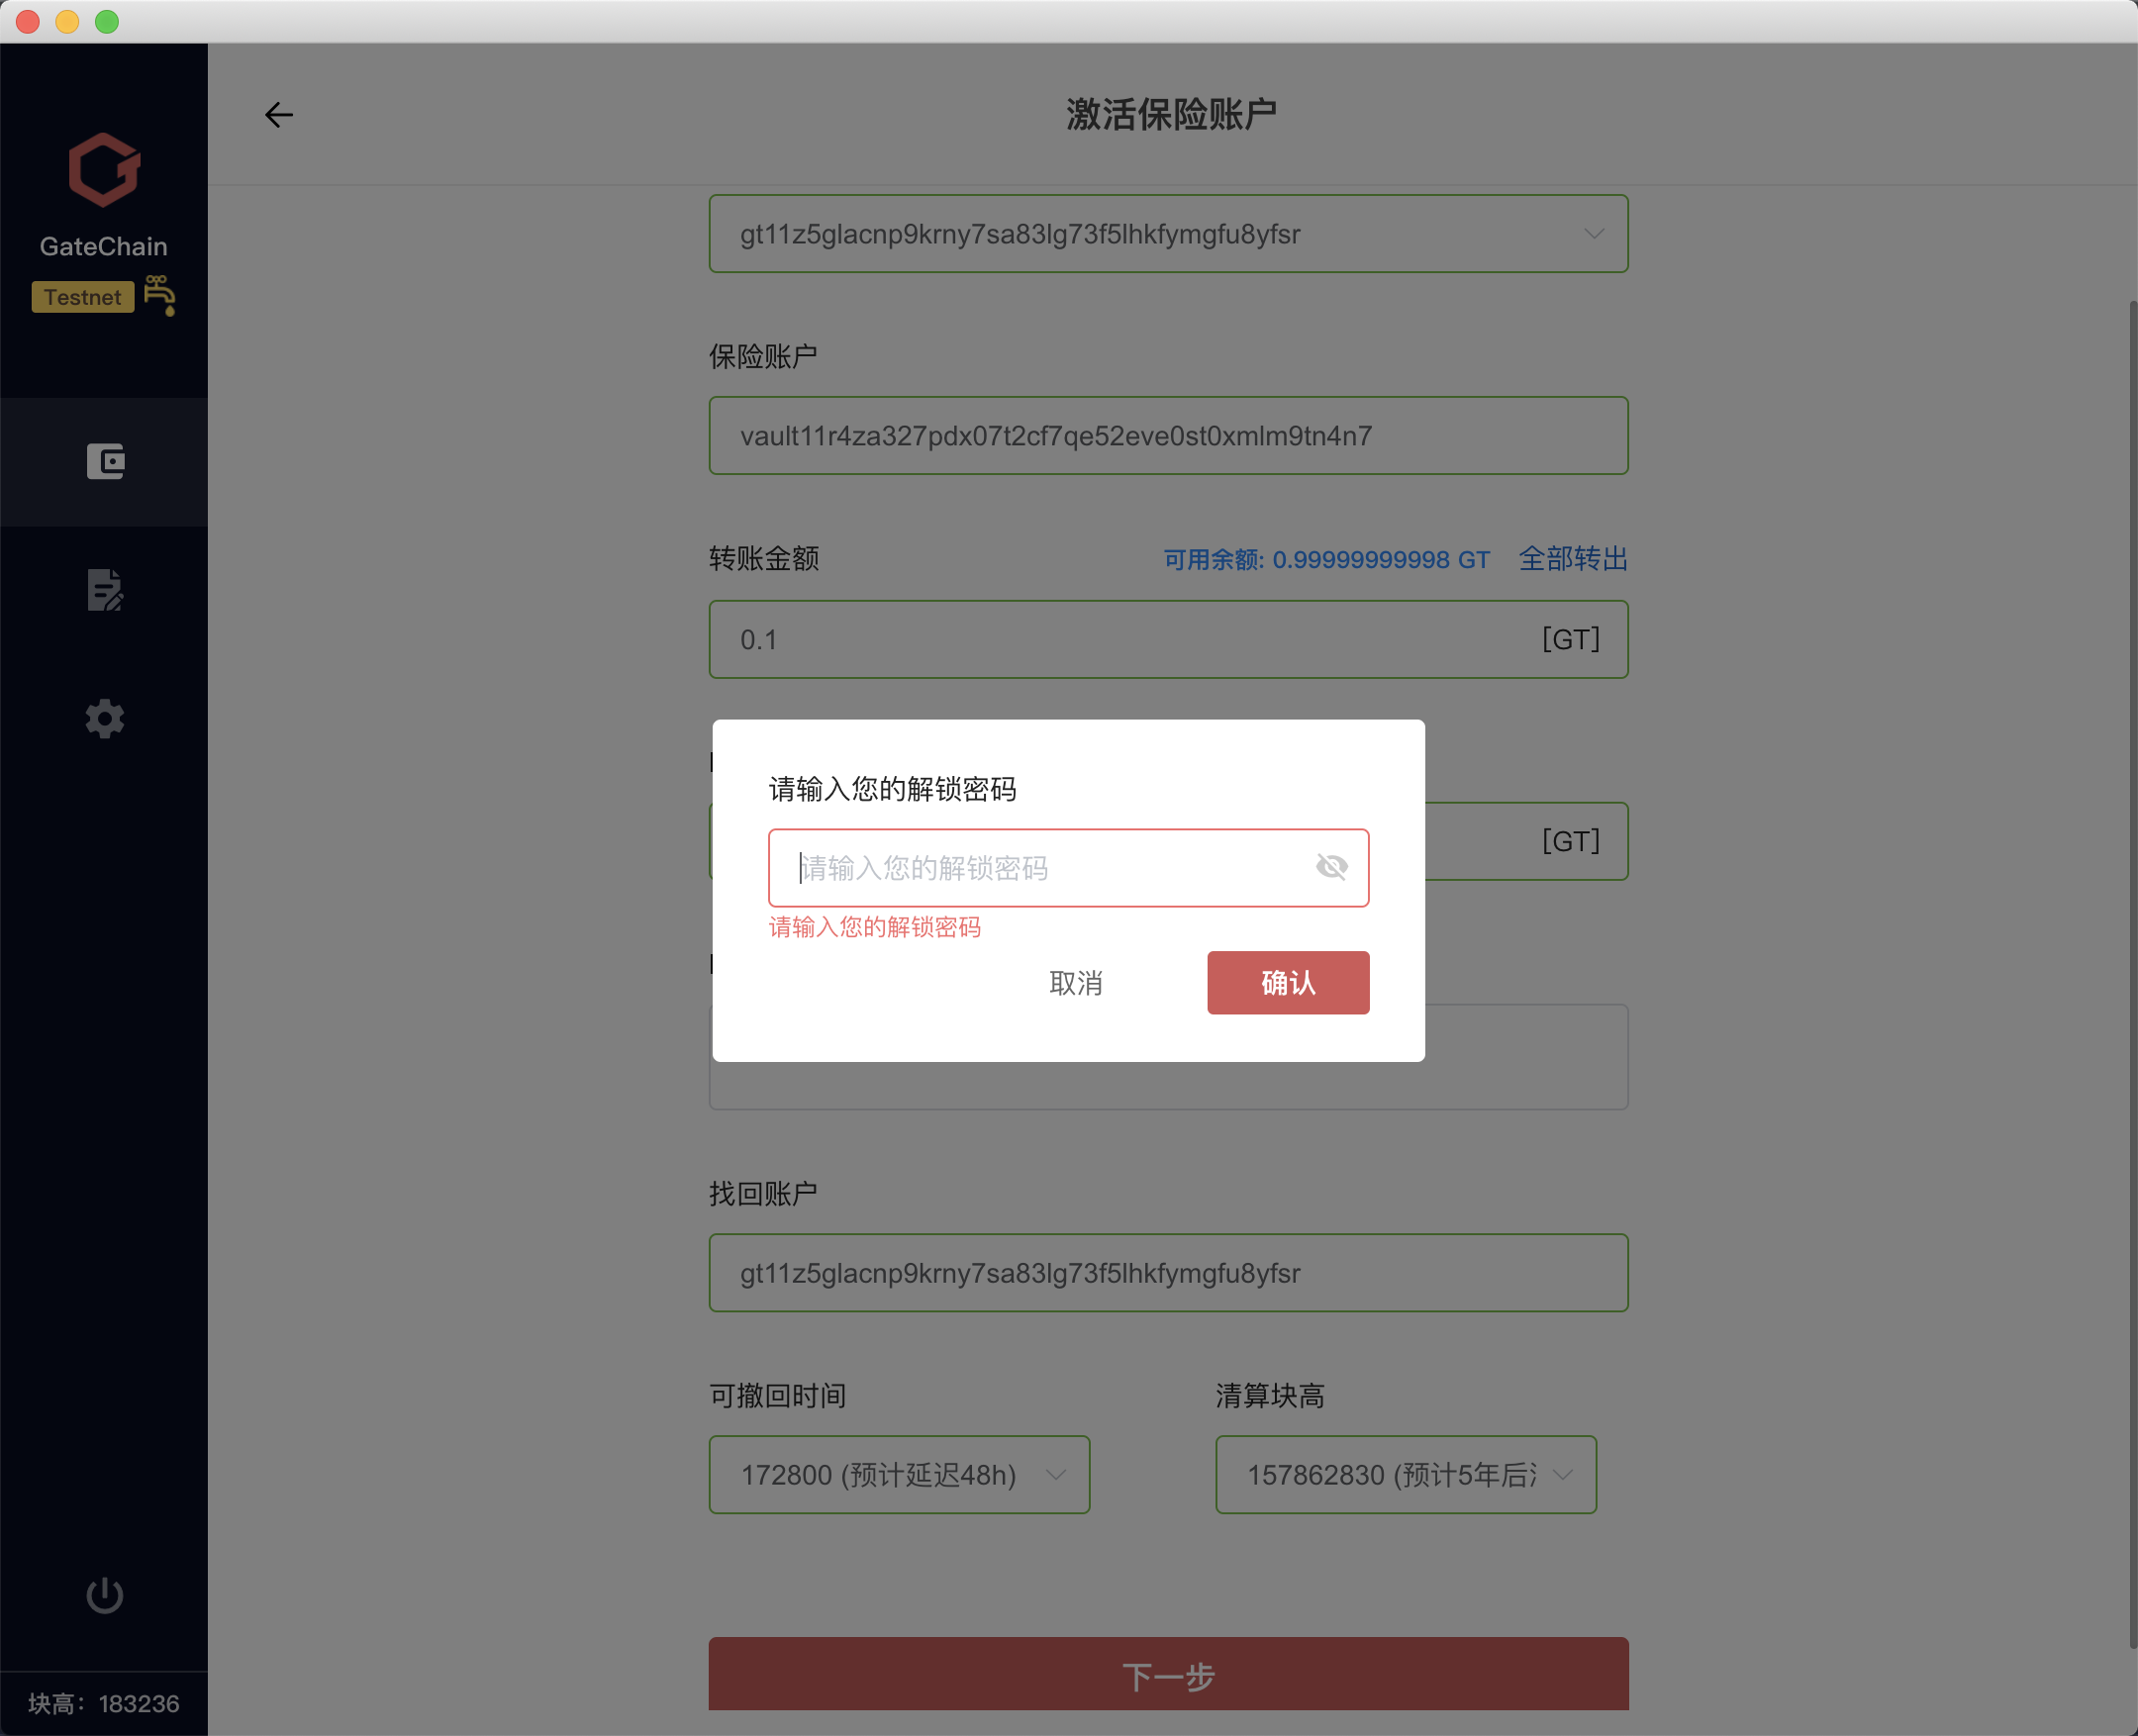 激活保险账户
GateChain
Testnet
gt11z5glacnp9krny7sa83lg73f5lhkfymgfu8yfsr
保险账户
vault11r4za327pdx07t2cf7qe52eve0st0xmlm9tn4n7
转账金额 可用余额: 0.99999999998 GT 全部转出
0.1 [GT]
请输入您的解锁密码
请输入您的解锁密码
[GT]
请输入您的解锁密码
取消 确认
找回账户
gt11z5glacnp9krny7sa83lg73f5lhkfymgfu8yfsr
可撤回时间 清算块高
172800 (预计延迟48h) 157862830 (预计5年后
下一步
块高: 183236